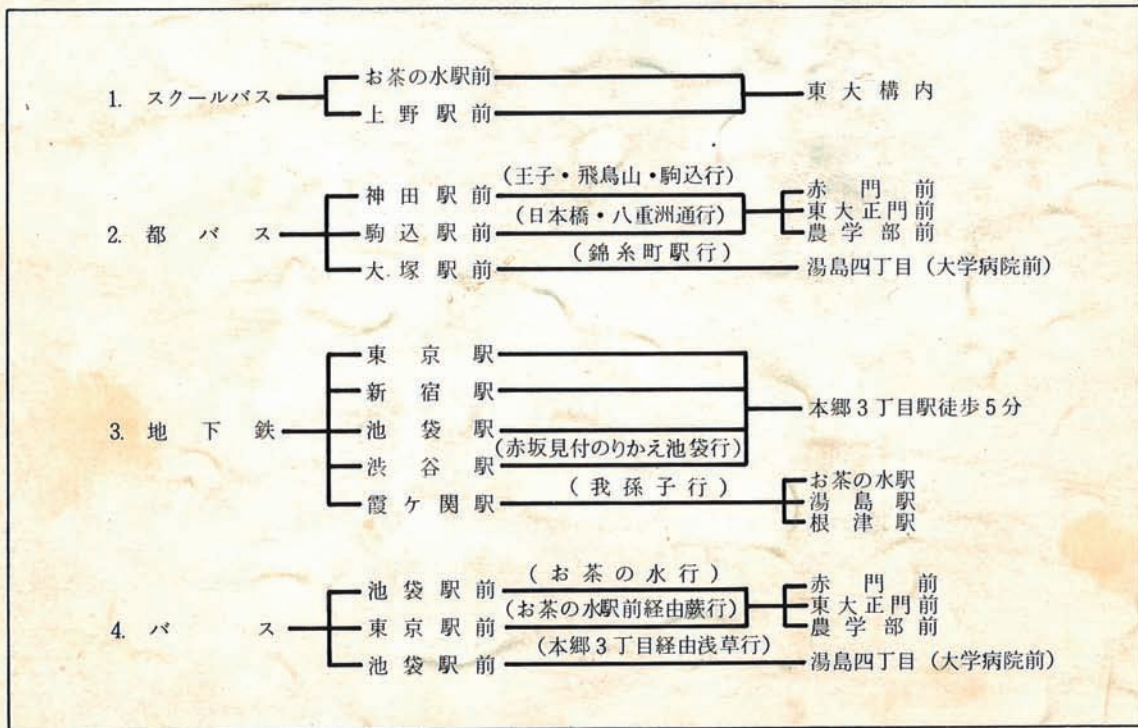 お茶の水駅前
1. スクールバス 東大構内
上野駅前
(王子・飛鳥山・駒込行)
神田駅前 赤門前
(日本橋・八重洲通行) 東大正門前
2. 都バス 駒込駅前 農学部前
(錦糸町駅行)
大塚駅前 湯島四丁目(大学病院前)
東京駅
新宿駅
本郷3丁目駅徒歩5分
3. 地下鉄 池袋駅
(赤坂見付のりかえ池袋行)
渋谷駅
(我孫子行) お茶の水駅
霞ケ関駅 湯島駅
根津駅
(お茶の水行)
池袋駅前 赤門前
(お茶の水駅前経由蕨行) 東大正門前
4. バス 東京駅前 農学部前
(本郷3丁目経由浅草行)
池袋駅前 湯島四丁目(大学病院前)